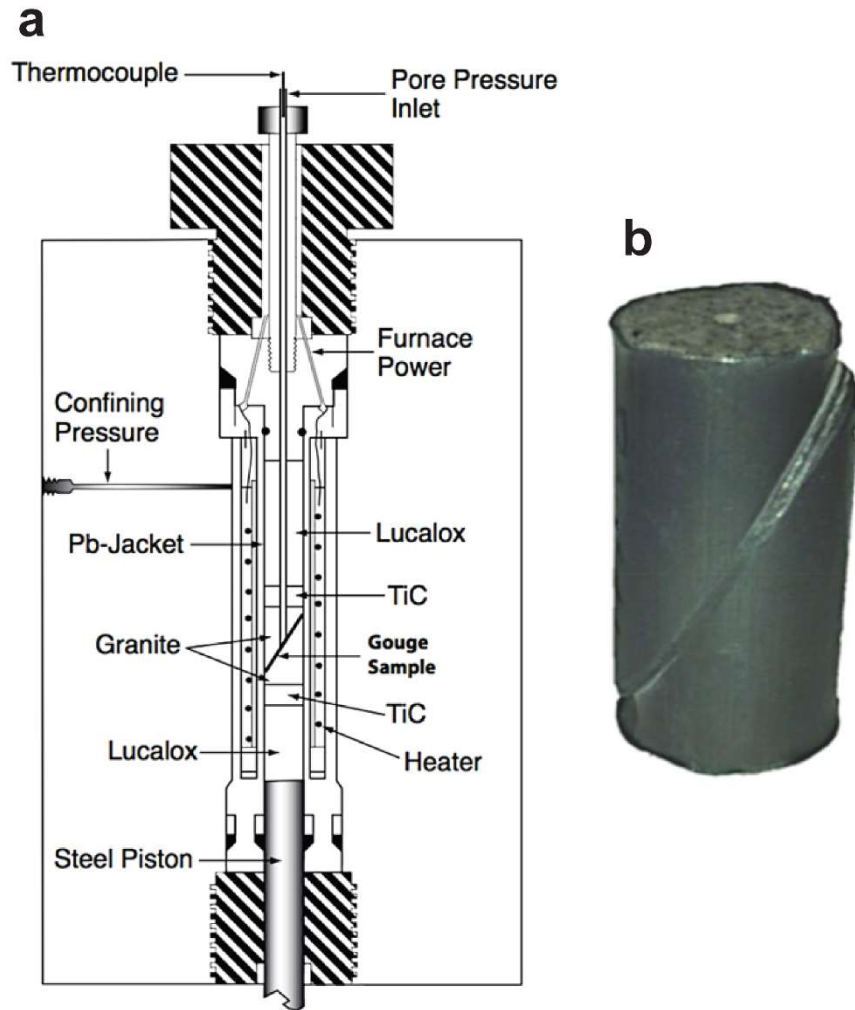 a
Thermocouple
Pore Pressure
Inlet
b
Furnace
Power
Confining
Pressure
Pb-Jacket
Lucalox
TiC
Granite
Gouge
Sample
TiC
Lucalox
Heater
Steel Piston